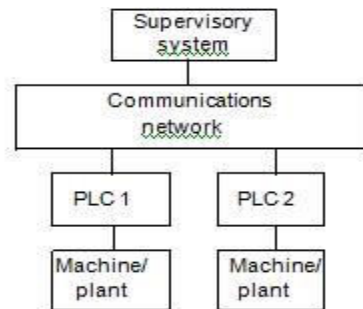 Supervisory
system
Communications
network
PLC 1
PLC 2
Machine/
plant
Machine/
plant